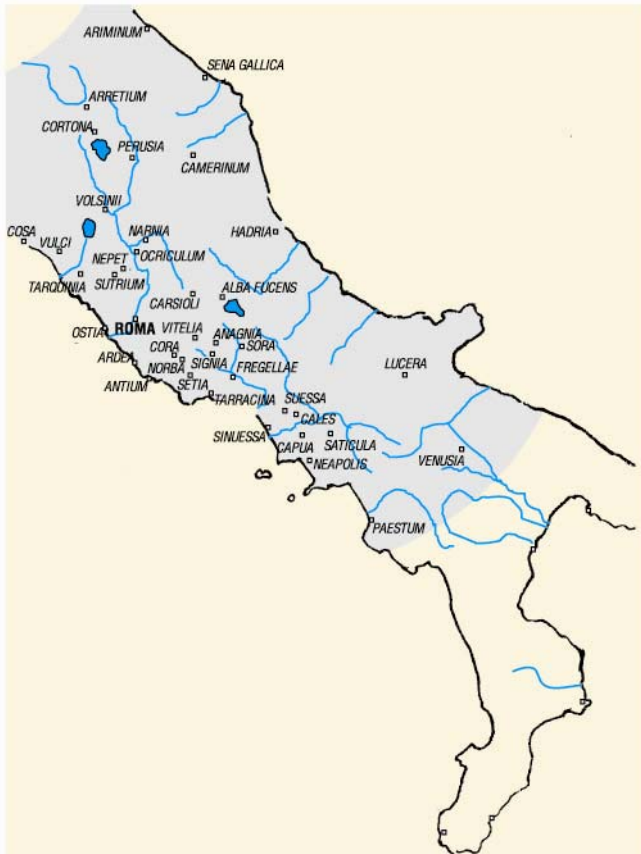 ARIMINUM
SENA GALLICA
ARRETIUM
CORTONA
PERUSIA
CAMERINUM
VOLSINII
COSA
VULCI
NARNIA
HADRIA
OCRICULUM
NEPET
TARQUINIA
SUTRIUM
CARSIOLI
ALBA FUCENS
OSTIA
ROMA
VITELIA
ANAGNIA
CORA
SORA
ARDEA
NORBA
SIGNIA
FREGELLAE
LUCERA
ANTIUM
SETIA
TARRACINA
SUESSA
CALES
SINUESSA
CAPUA
SATICULA
VENUSIA
NEAPOLIS
PAESTUM